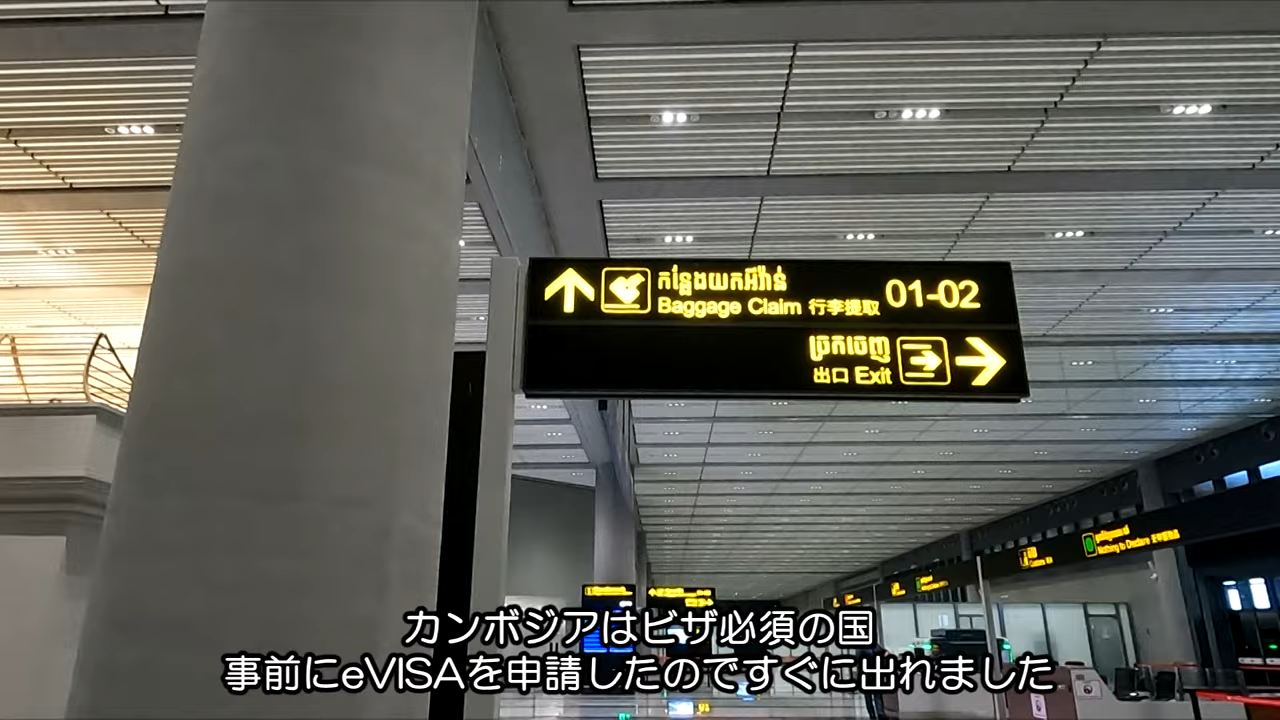 កន្លែងយកអីវ៉ាន់
Baggage Claim 行李提取 01-02
ច្រកចេញ
出口 Exit
Nothing to Declare
カンボジアはビザ必須の国
事前にeVISAを申請したのですぐに出れました